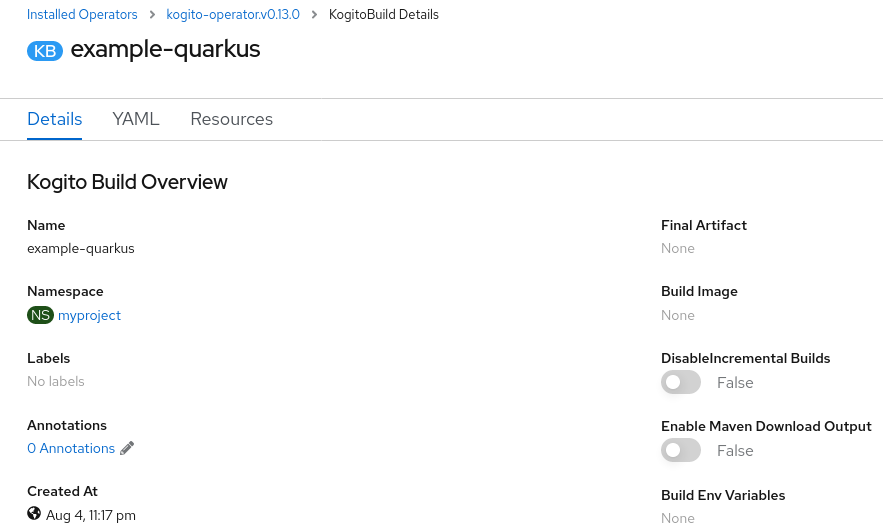 Installed Operators > kogito-operator.v0.13.0 > KogitoBuild Details
KB example-quarkus
Details YAML Resources
Kogito Build Overview
Name
example-quarkus
Namespace
NS myproject
Labels
No labels
Annotations
0 Annotations
Created At
Aug 4, 11:17 pm
Final Artifact
None
Build Image
None
DisableIncremental Builds
False
Enable Maven Download Output
False
Build Env Variables
None